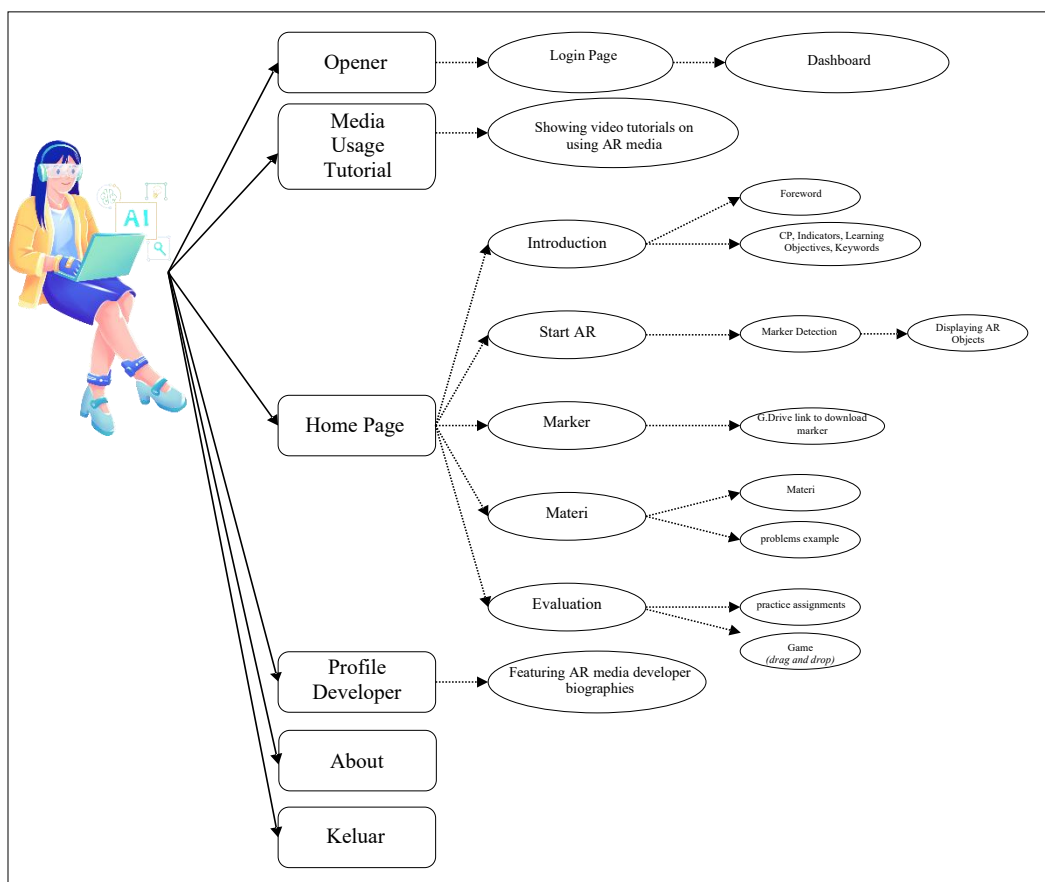 Opener
Login Page
Dashboard
Media
Usage
Tutorial
Showing video tutorials on
using AR media
AI
Introduction
Foreword
CP, Indicators, Learning
Objectives, Keywords
Start AR
Marker Detection
Displaying AR
Objects
Home Page
Marker
G.Drive link to download
marker
Materi
Materi
problems example
Evaluation
practice assignments
Game
(drag and drop)
Profile
Developer
Featuring AR media developer
biographies
About
Keluar